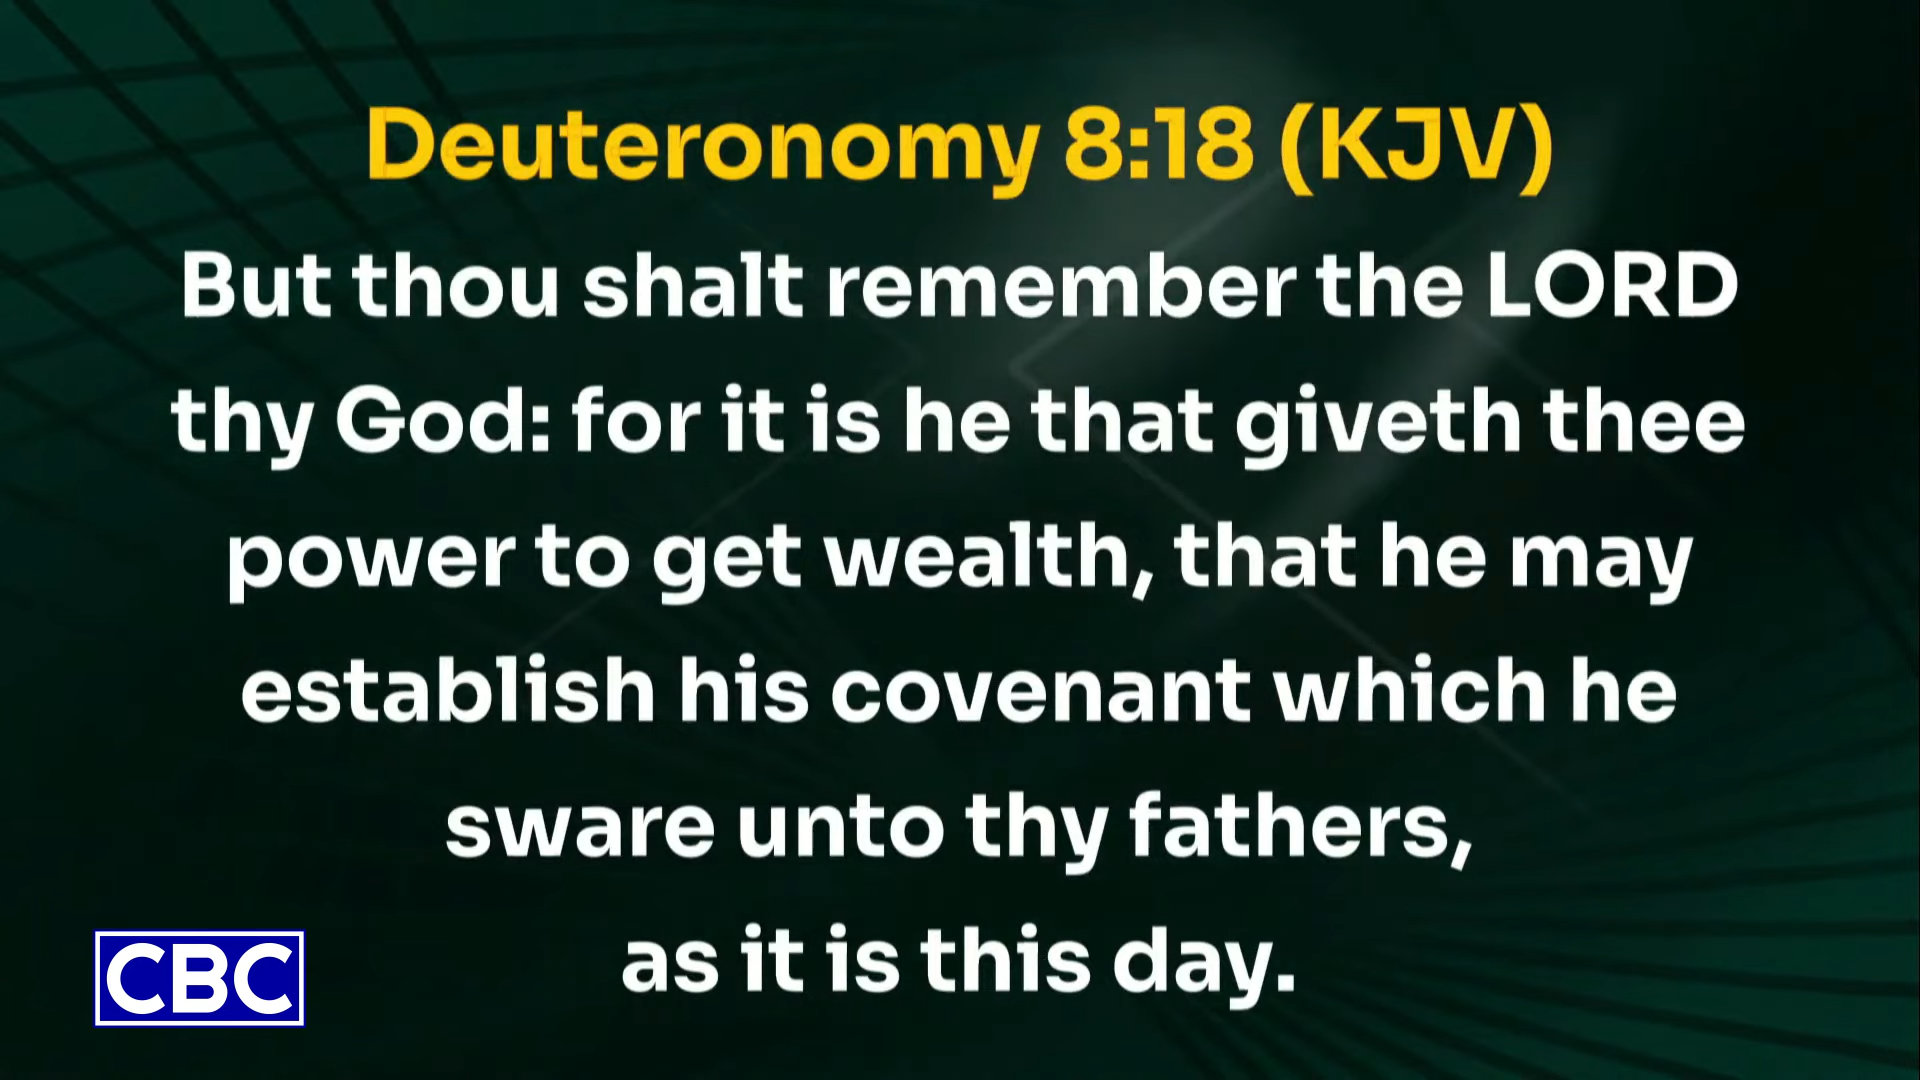 Deuteronomy 8:18 (KJV)
But thou shalt remember the LORD
thy God: for it is he that giveth thee
power to get wealth, that he may
establish his covenant which he
sware unto thy fathers,
as it is this day.
CBC